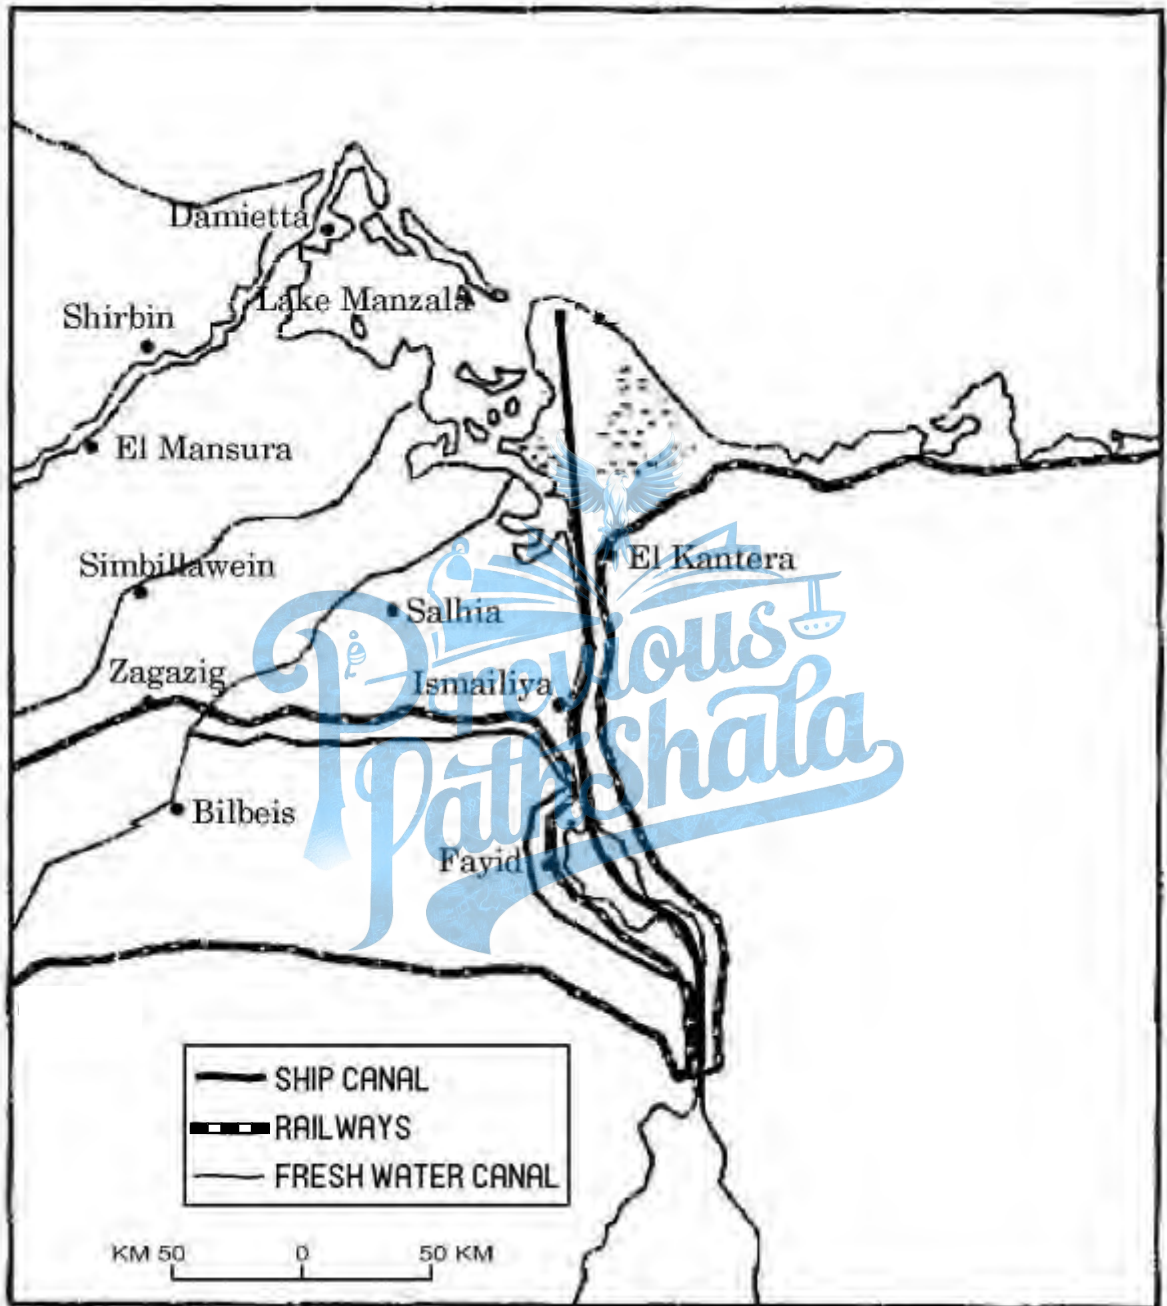 Damietta
Lake Manzala
Shirbin
El Mansura
El Kantera
Simbillawein
Salhia
Zagazig
Ismailiya
Previous
PathShala
Bilbeis
Fayid
SHIP CANAL
RAILWAYS
FRESH WATER CANAL
KM 50 0 50 KM